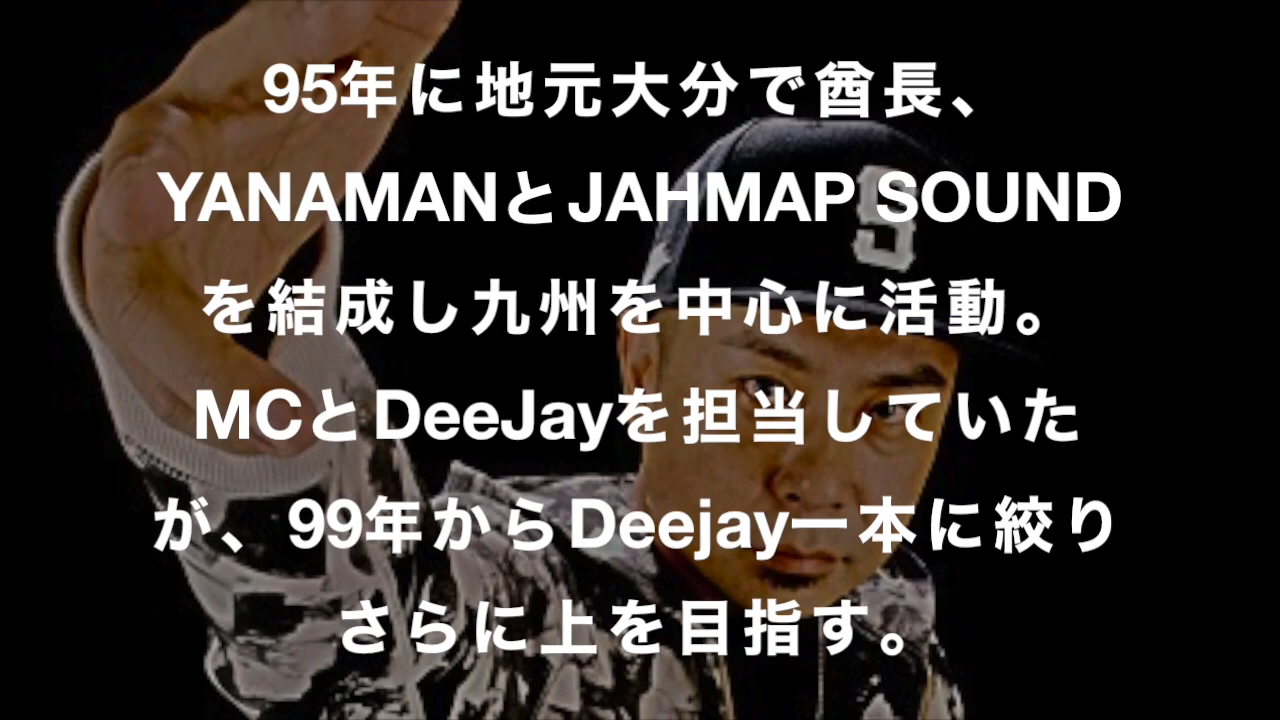 95年に地元大分で酋長、
YANAMANとJAHMAP SOUND
を結成し九州を中心に活動。
MCとDeeJayを担当していた
が、99年からDeejay一本に絞り
さらに上を目指す。
S